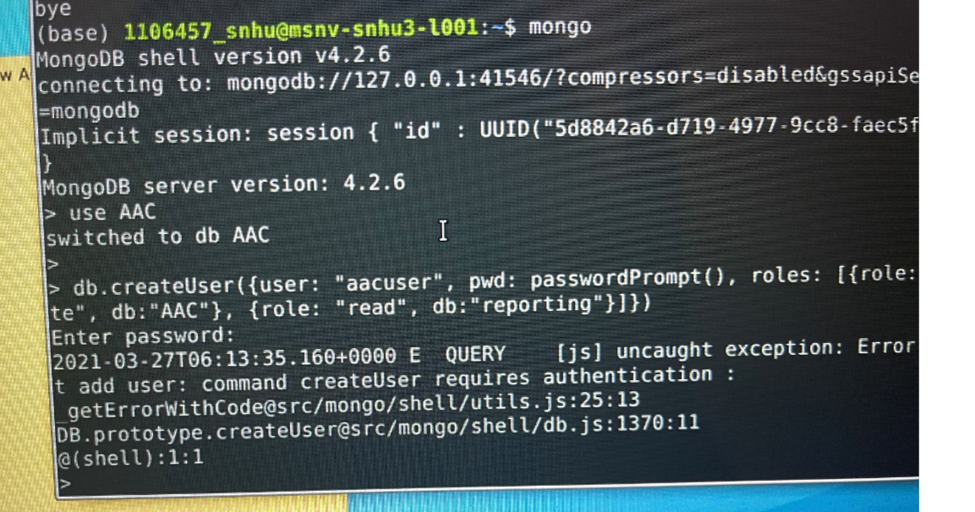 bye
(base) 1106457_snhu@msnv-snhu3-l001:~$ mongo
MongoDB shell version v4.2.6
w A
connecting to: mongodb://127.0.0.1:41546/?compressors=disabled&gssapiSe
=mongodb
Implicit session: session { "id" : UUID("5d8842a6-d719-4977-9cc8-faec5f
}
MongoDB server version: 4.2.6
> use AAC
switched to db AAC
>
> db.createUser({user: "aacuser", pwd: passwordPrompt(), roles: [{role:
te", db:"AAC"}, {role: "read", db:"reporting"}]})
Enter password:
2021-03-27T06:13:35.160+0000 E  QUERY    [js] uncaught exception: Error
t add user: command createUser requires authentication :
_getErrorWithCode@src/mongo/shell/utils.js:25:13
DB.prototype.createUser@src/mongo/shell/db.js:1370:11
@(shell):1:1
>